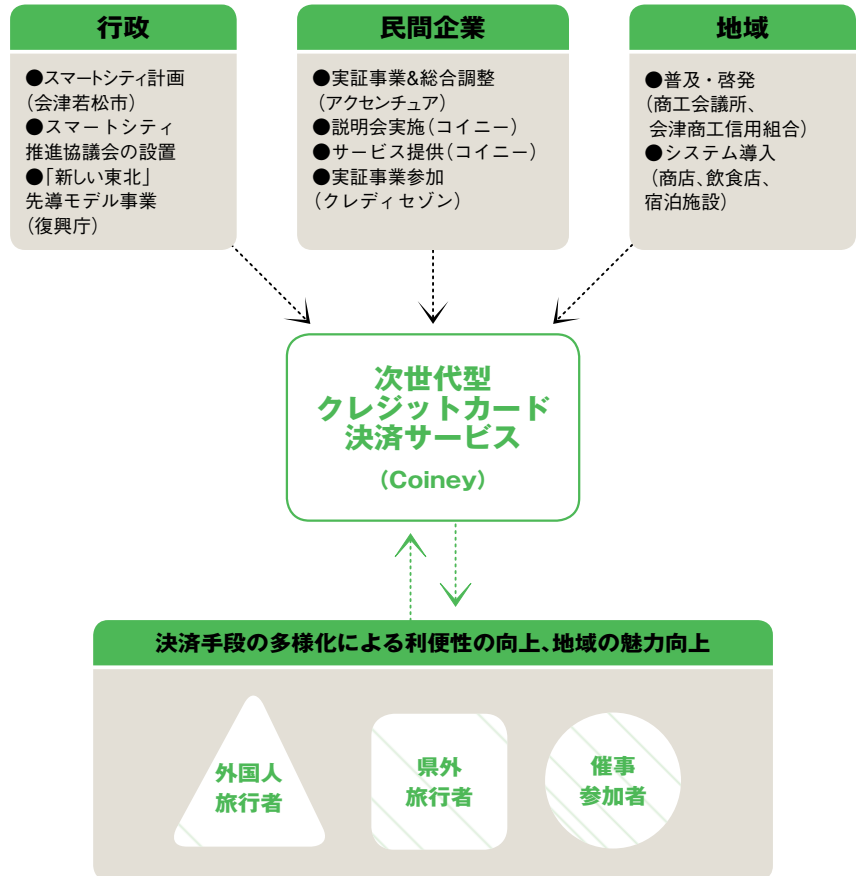 行政
●スマートシティ計画
(会津若松市)
●スマートシティ
推進協議会の設置
●「新しい東北」
先導モデル事業
(復興庁)
民間企業
●実証事業&総合調整
(アクセンチュア)
●説明会実施(コイニー)
●サービス提供(コイニー)
●実証事業参加
(クレディセゾン)
地域
●普及・啓発
(商工会議所、
会津商工信用組合)
●システム導入
(商店、飲食店、
宿泊施設)
次世代型
クレジットカード
決済サービス
(Coiney)
決済手段の多様化による利便性の向上、地域の魅力向上
外国人
旅行者
県外
旅行者
催事
参加者